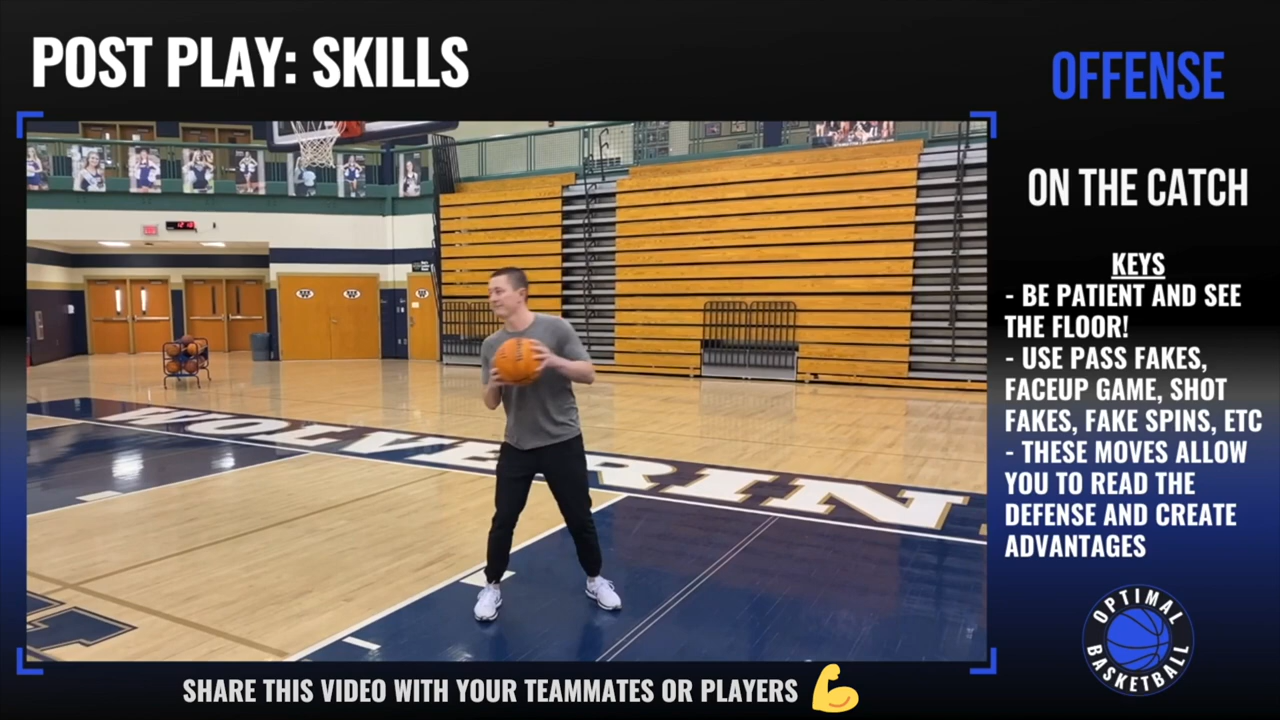 POST PLAY: SKILLS
OFFENSE
ON THE CATCH
KEYS
- BE PATIENT AND SEE
THE FLOOR!
- USE PASS FAKES,
FACEUP GAME, SHOT
FAKES, FAKE SPINS, ETC
- THESE MOVES ALLOW
YOU TO READ THE
DEFENSE AND CREATE
ADVANTAGES
WOLVERIN
OPTIMAL
BASKETBALL
SHARE THIS VIDEO WITH YOUR TEAMMATES OR PLAYERS